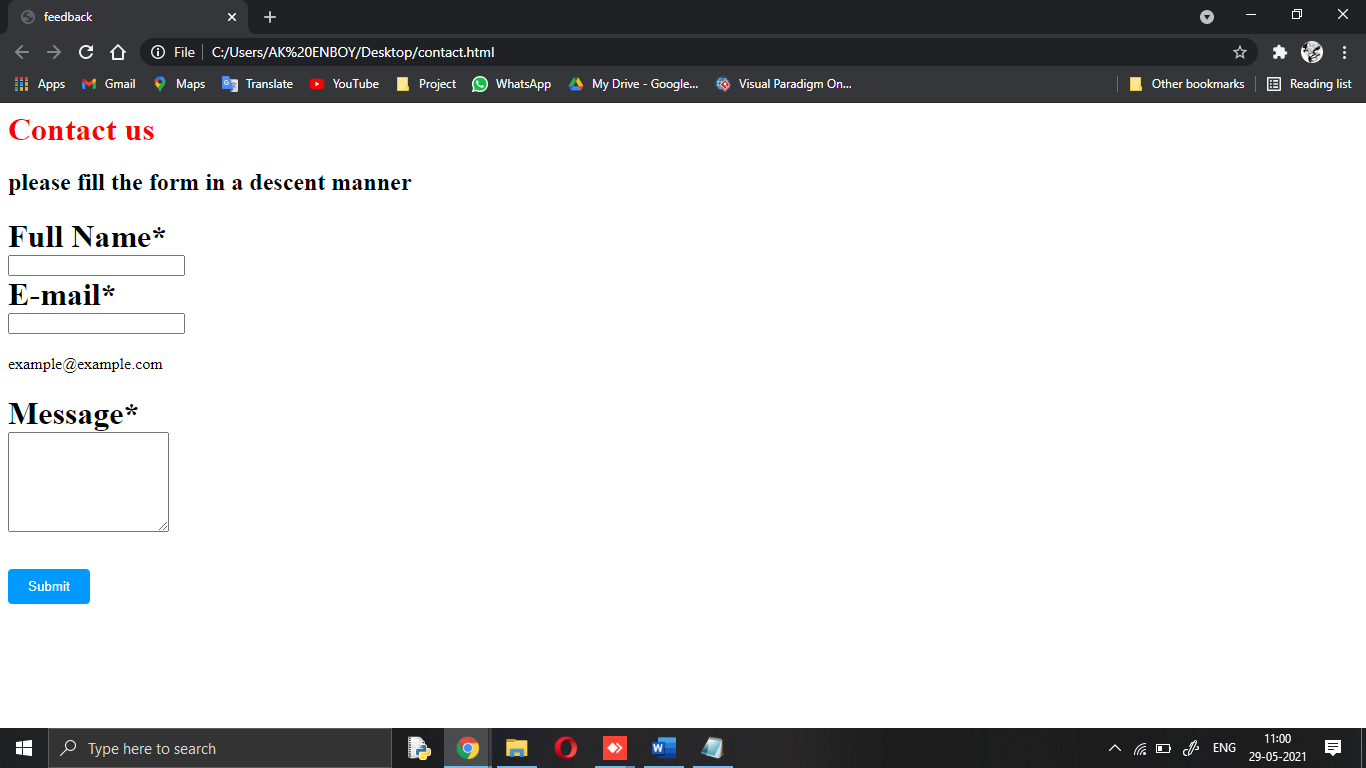 feedback
File C:/Users/AK%20ENBOY/Desktop/contact.html
Apps Gmail Maps Translate YouTube Project WhatsApp My Drive - Google... Visual Paradigm On... Other bookmarks Reading list
Contact us
please fill the form in a descent manner
Full Name*
E-mail*
example@example.com
Message*
Submit
Type here to search
ENG
11:00
29-05-2021